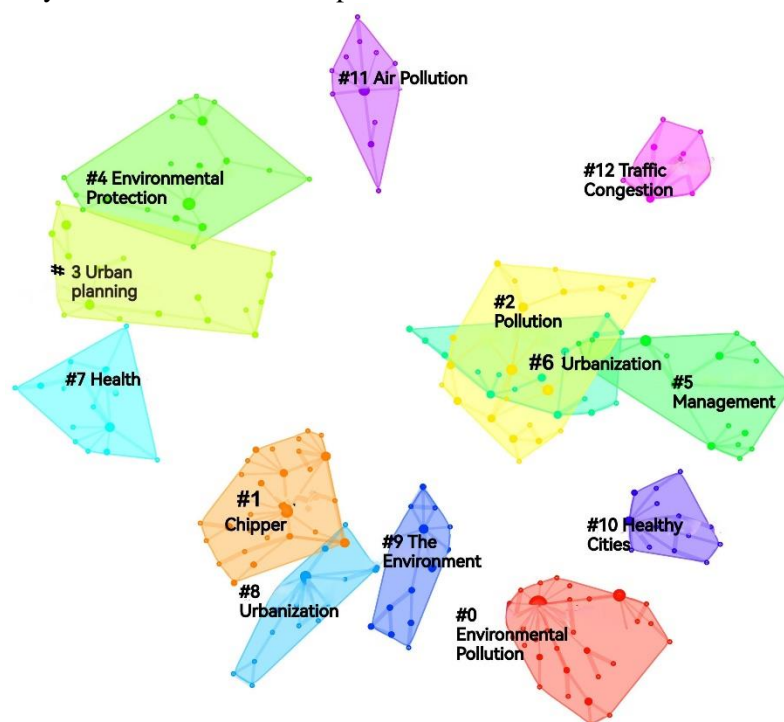 #11 Air Pollution
#12 Traffic
Congestion
#4 Environmental
Protection
# 3 Urban
planning
#2
Pollution
#6 Urbanization
#7 Health
#5
Management
#1
Chipper
#9 The
Environment
#10 Healthy
Cities
#8
Urbanization
#0
Environmental
Pollution